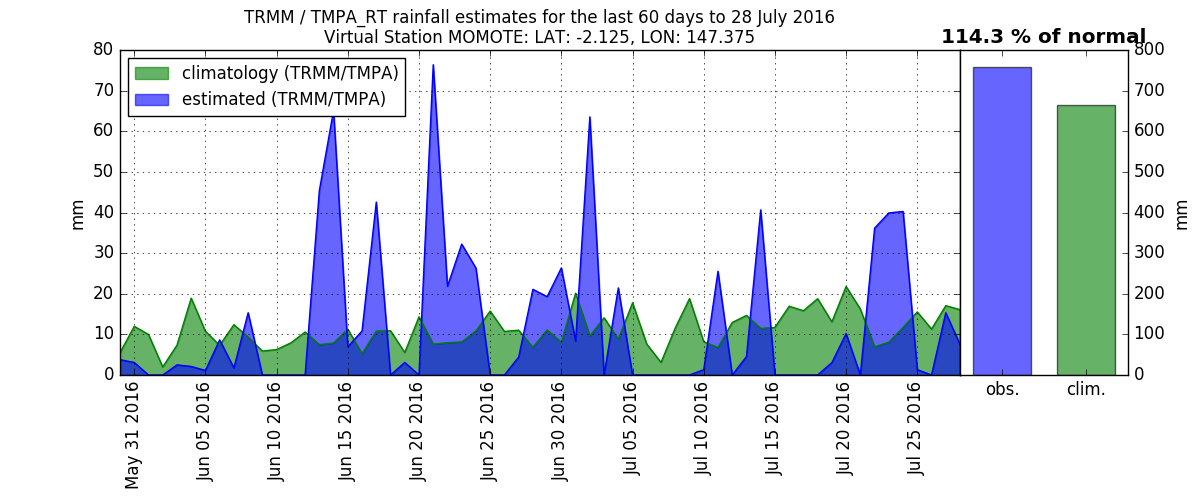 TRMM / TMPA_RT rainfall estimates for the last 60 days to 28 July 2016
Virtual Station MOMOTE: LAT: -2.125, LON: 147.375
114.3 % of normal
climatology (TRMM/TMPA)
estimated (TRMM/TMPA)
80
70
60
50
40
30
20
10
0
mm
800
700
600
500
400
300
200
100
0
mm
May 31 2016
Jun 05 2016
Jun 10 2016
Jun 15 2016
Jun 20 2016
Jun 25 2016
Jun 30 2016
Jul 05 2016
Jul 10 2016
Jul 15 2016
Jul 20 2016
Jul 25 2016
obs.
clim.